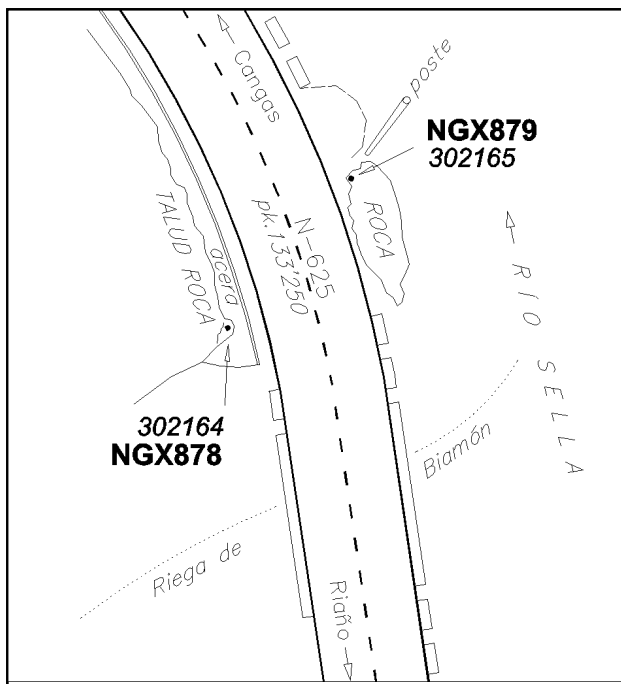 Cangas
poste
NGX879
302165
ROCA
N-625
pk.133'250
TALUD ROCA
acera
RÍO SELLA
302164
NGX878
Biamón
Riega de
Riaño